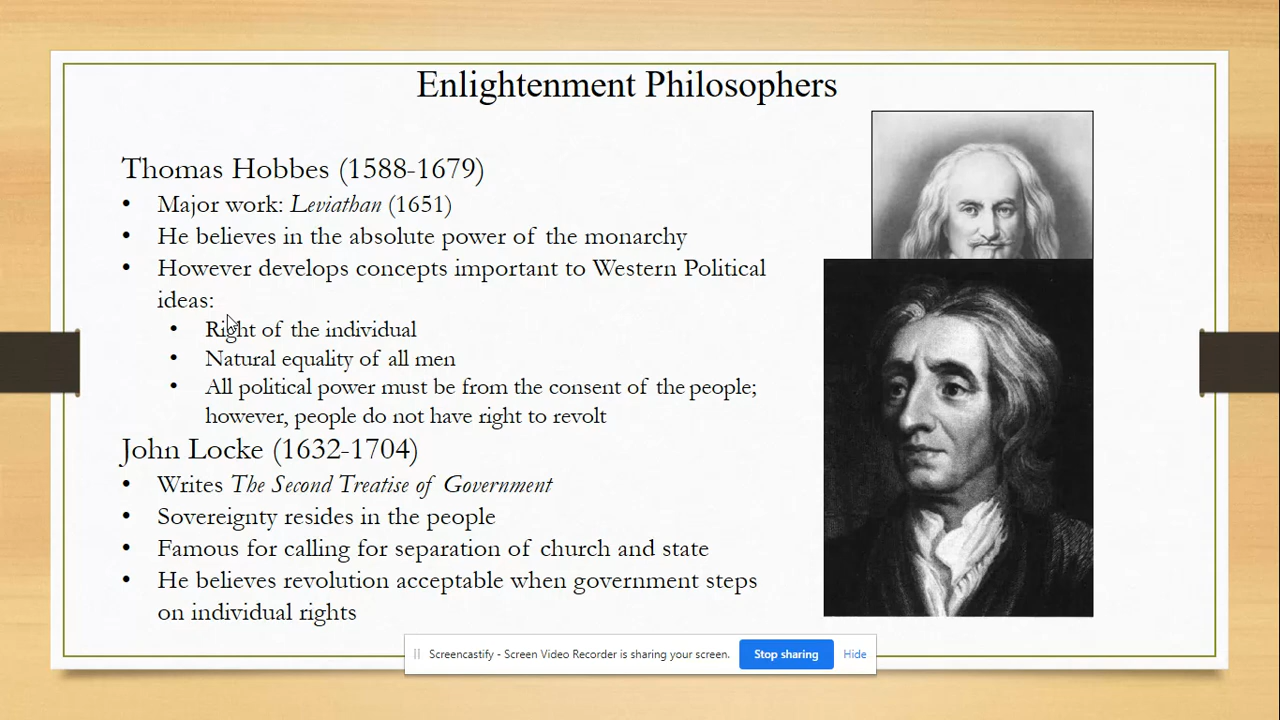 Enlightenment Philosophers
Thomas Hobbes (1588-1679)
• Major work: Leviathan (1651)
• He believes in the absolute power of the monarchy
• However develops concepts important to Western Political
ideas:
• Right of the individual
• Natural equality of all men
• All political power must be from the consent of the people;
however, people do not have right to revolt
John Locke (1632-1704)
• Writes The Second Treatise of Government
• Sovereignty resides in the people
• Famous for calling for separation of church and state
• He believes revolution acceptable when government steps
on individual rights
Screencastify - Screen Video Recorder is sharing your screen. Stop sharing Hide